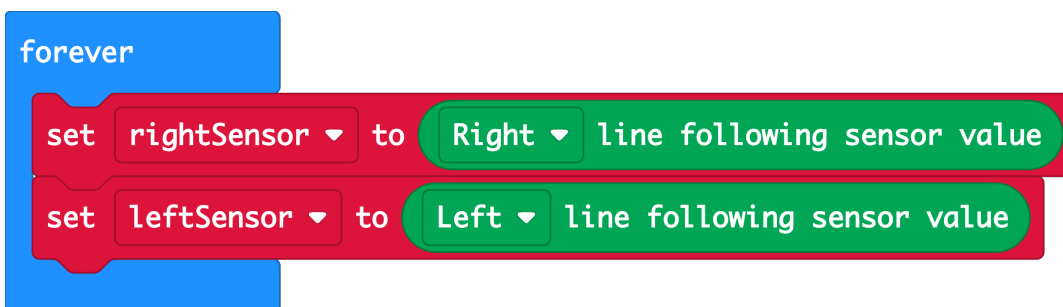 forever
set rightSensor to Right line following sensor value
set leftSensor to Left line following sensor value